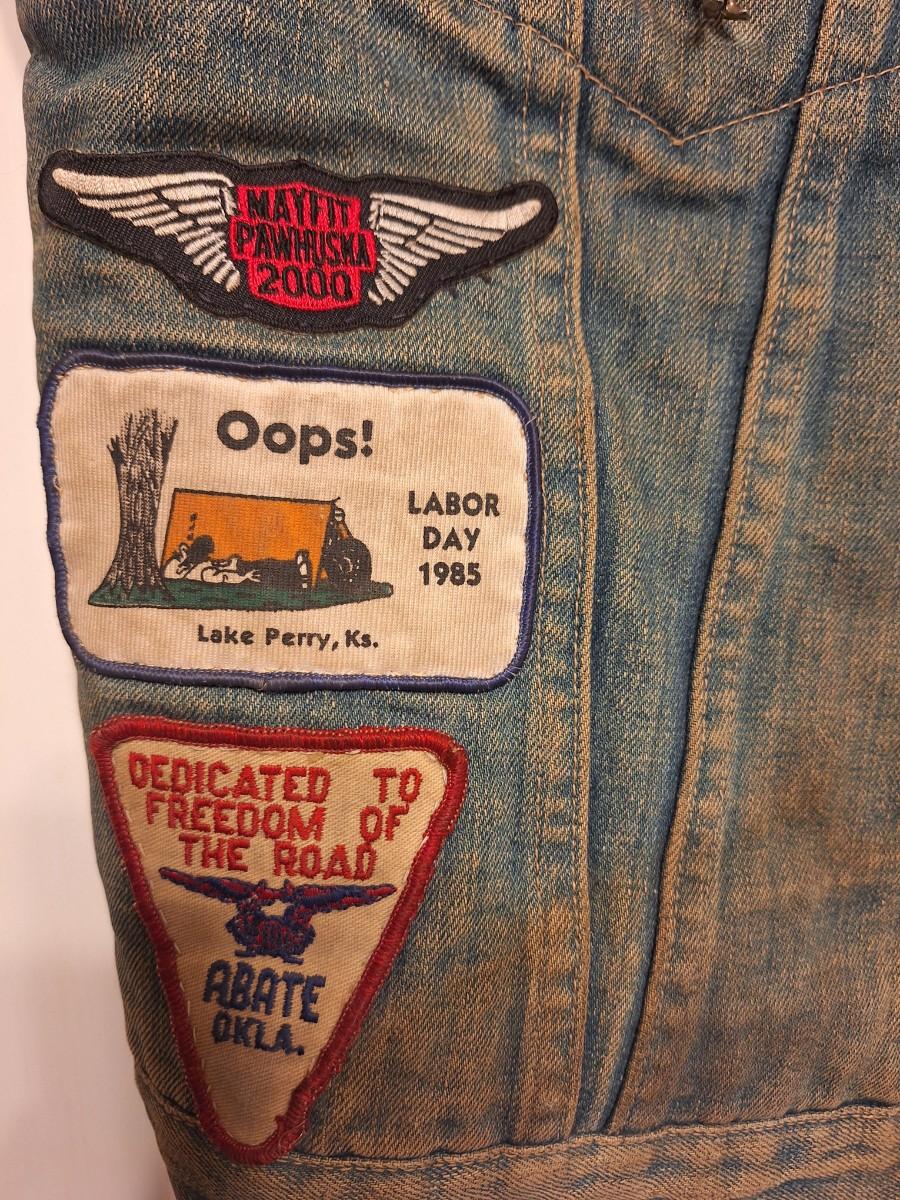 MAYFIT
PAWHUSKA
2000
Oops!
LABOR
DAY
1985
Lake Perry, Ks.
DEDICATED TO
FREEDOM OF
THE ROAD
ABATE
OKLA.